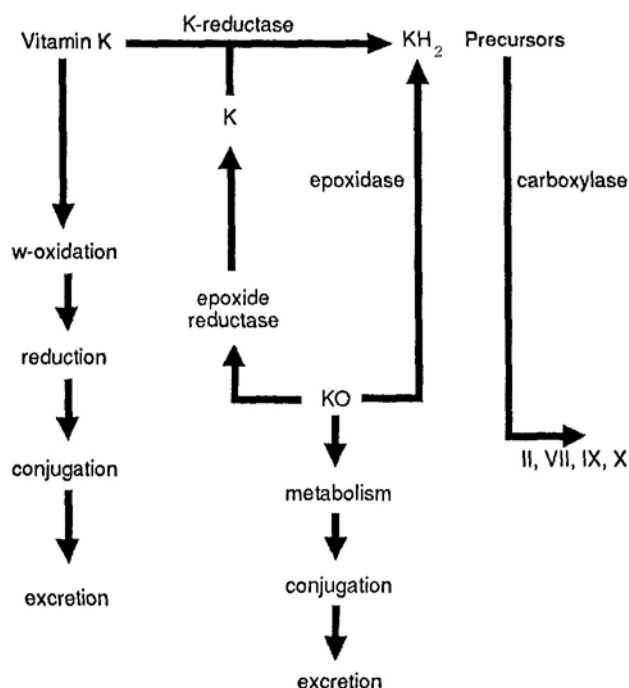 K-reductase
Vitamin K
KH₂
Precursors
K
epoxidase
carboxylase
w-oxidation
epoxide
reductase
reduction
KO
II, VII, IX, X
conjugation
metabolism
conjugation
excretion
excretion